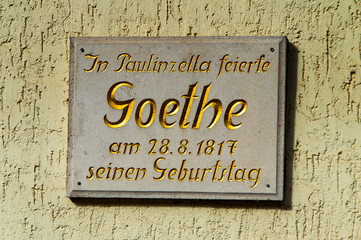 In Paulinzella feierte
Goethe
am 28.8.1817
seinen Geburtstag